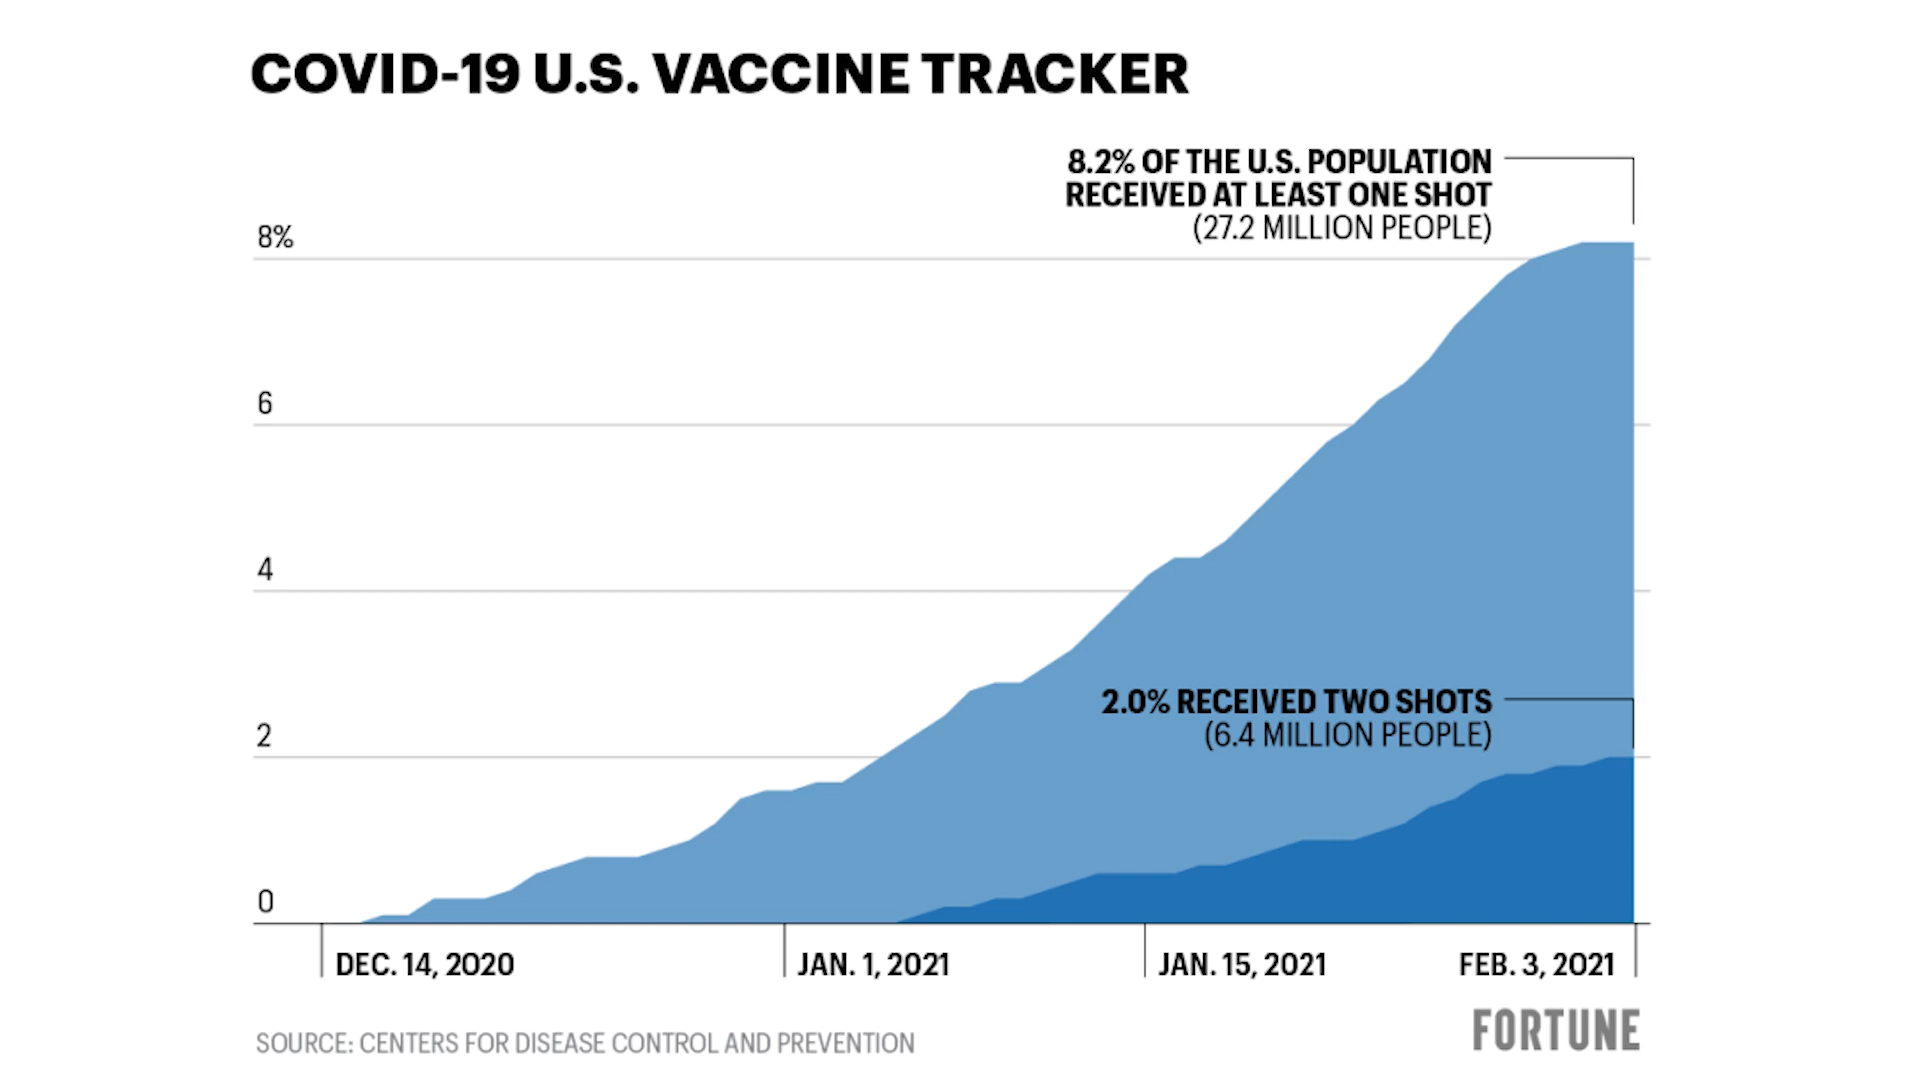 COVID-19 U.S. VACCINE TRACKER
8.2% OF THE U.S. POPULATION
RECEIVED AT LEAST ONE SHOT
(27.2 MILLION PEOPLE)
8%
6
4
2.0% RECEIVED TWO SHOTS
(6.4 MILLION PEOPLE)
2
0
DEC. 14, 2020
JAN. 1, 2021
JAN. 15, 2021
FEB. 3, 2021
SOURCE: CENTERS FOR DISEASE CONTROL AND PREVENTION
FORTUNE